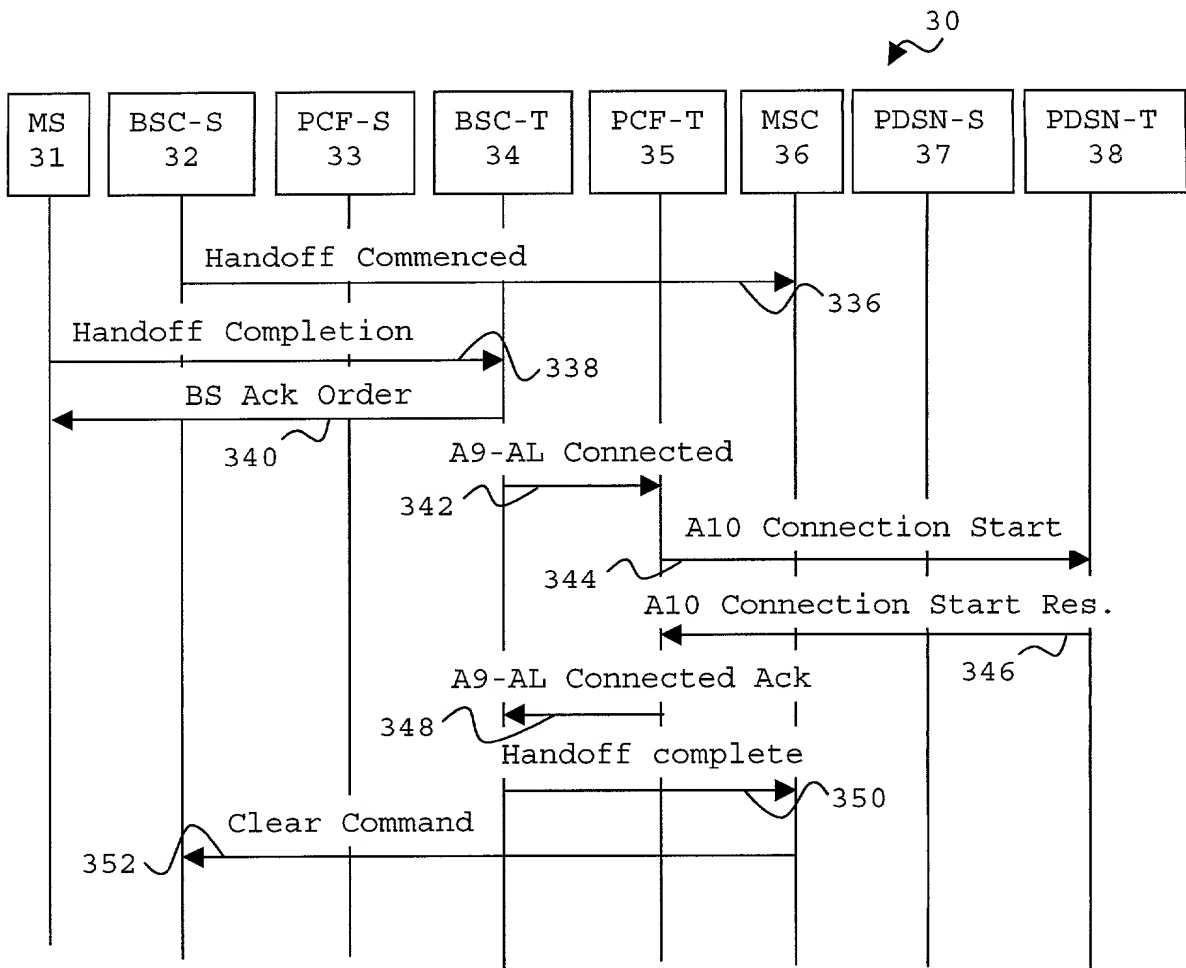 30
MS
31
BSC-S
32
PCF-S
33
BSC-T
34
PCF-T
35
MSC
36
PDSN-S
37
PDSN-T
38
Handoff Commenced
336
Handoff Completion
338
BS Ack Order
340
A9-AL Connected
342
A10 Connection Start
344
A10 Connection Start Res.
346
A9-AL Connected Ack
348
Handoff complete
350
Clear Command
352